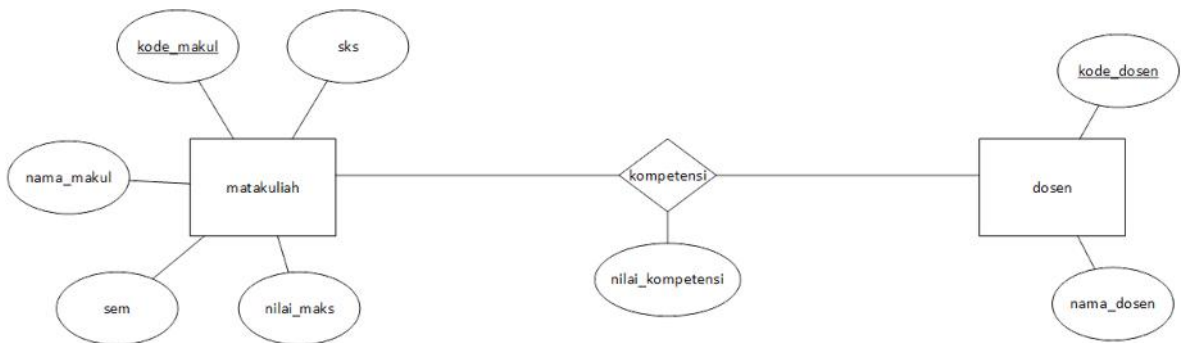 kode_makul
sks
kode_dosen
nama_makul
matakuliah
kompetensi
dosen
sem
nilai_maks
nilai_kompetensi
nama_dosen